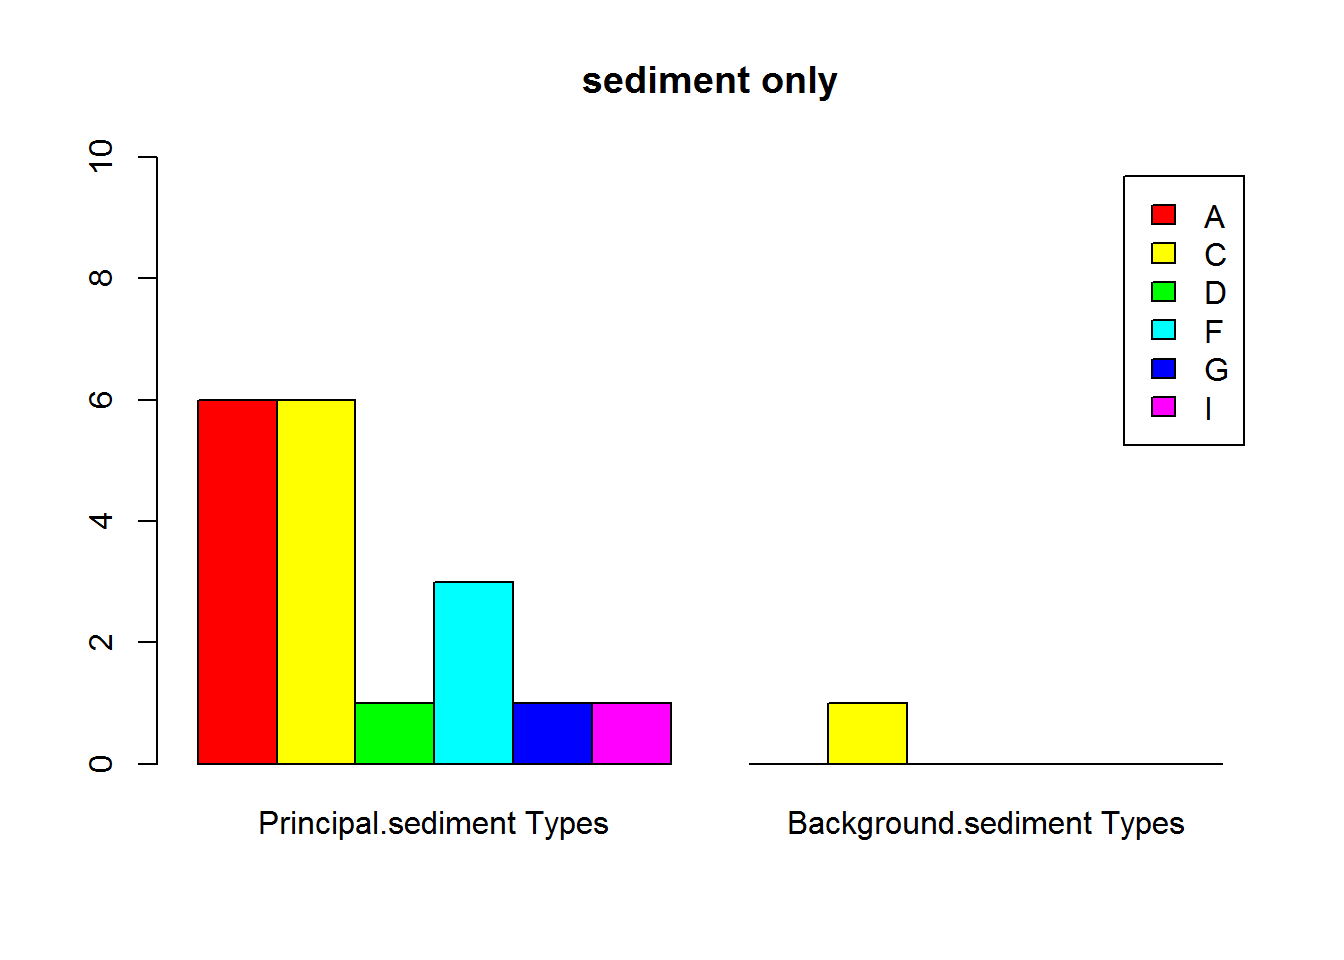 sediment only
10
8
6
4
2
0
A
C
D
F
G
I
Principal.sediment Types
Background.sediment Types